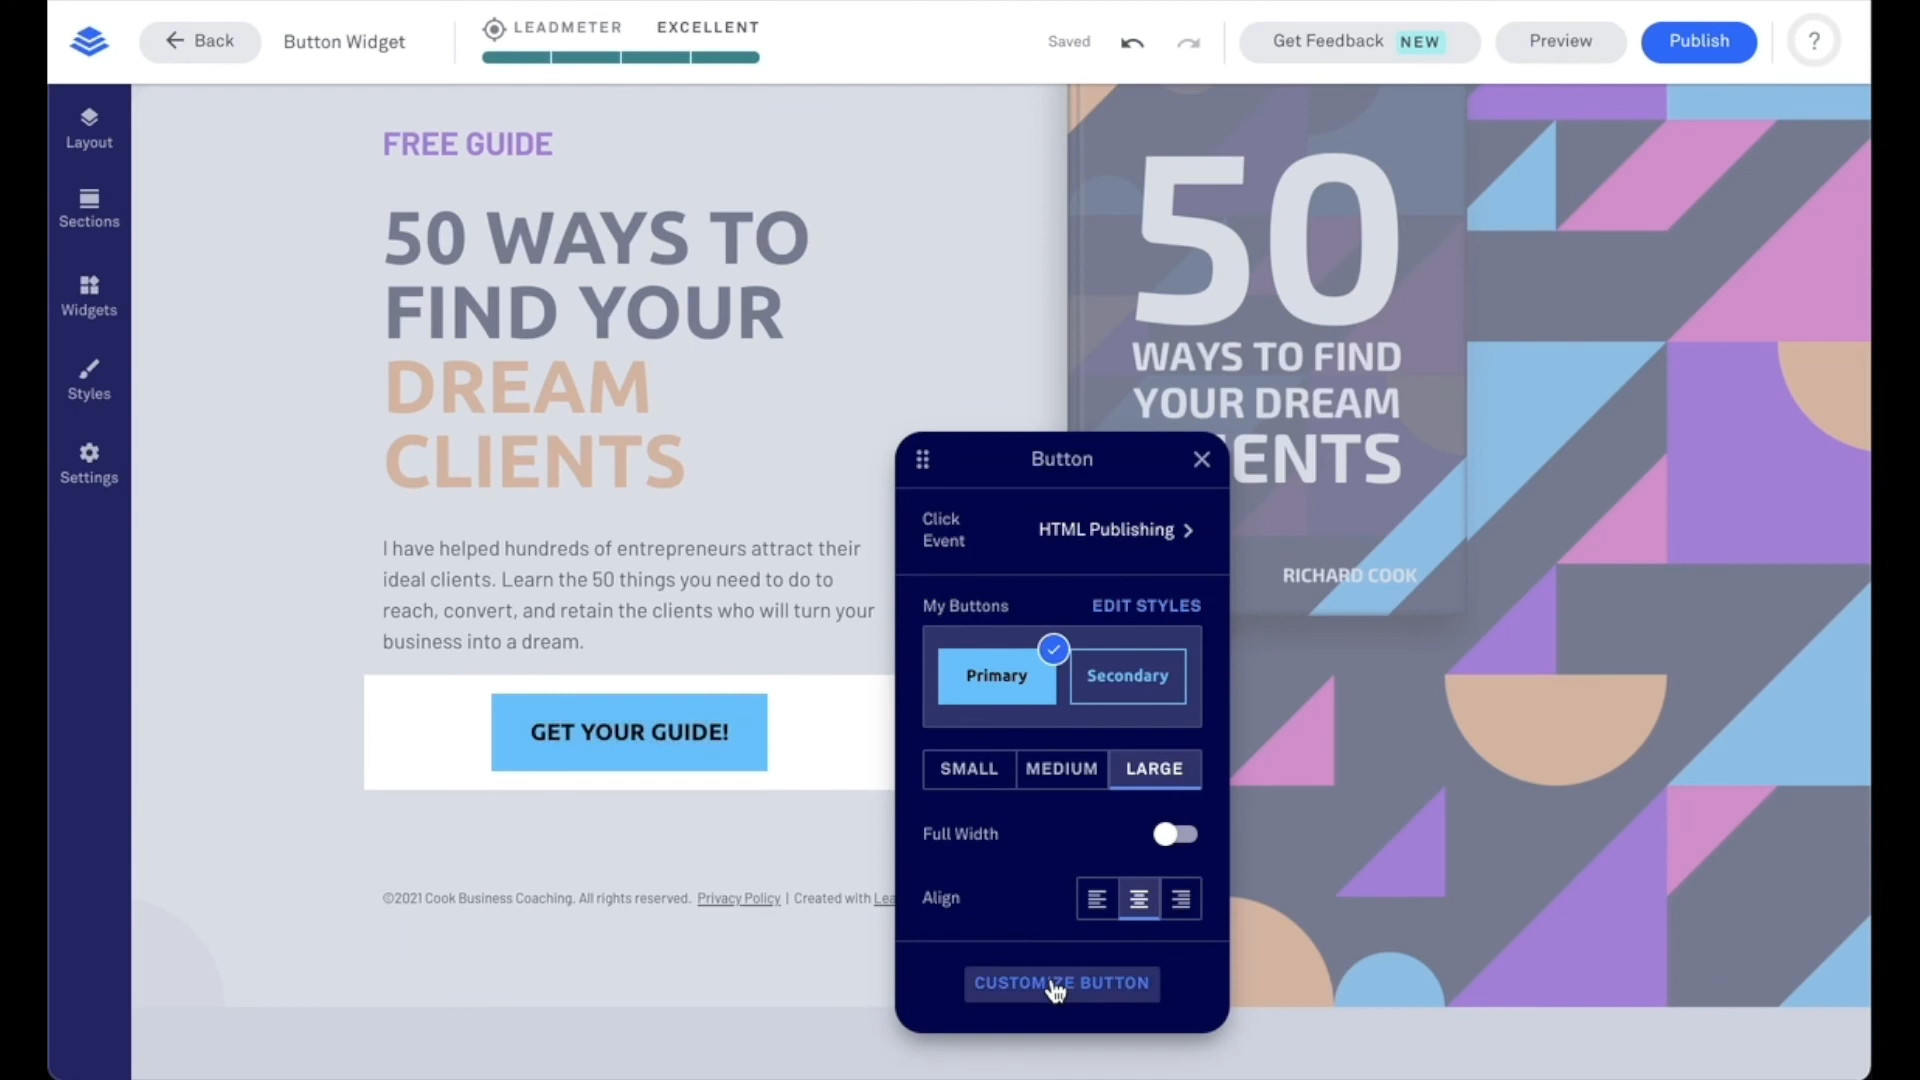 Back
Button Widget
LEADMETER EXCELLENT
Saved
Get Feedback NEW
Preview
Publish
?
Layout
Sections
Widgets
Styles
Settings
FREE GUIDE
50 WAYS TO
FIND YOUR
DREAM
CLIENTS
I have helped hundreds of entrepreneurs attract their
ideal clients. Learn the 50 things you need to do to
reach, convert, and retain the clients who will turn your
business into a dream.
GET YOUR GUIDE!
©2021 Cook Business Coaching. All rights reserved. Privacy Policy | Created with Lea
50
WAYS TO FIND
YOUR DREAM
IENTS
RICHARD COOK
Button
Click
Event
HTML Publishing
My Buttons
EDIT STYLES
Primary
Secondary
SMALL
MEDIUM
LARGE
Full Width
Align
CUSTOMIZE BUTTON